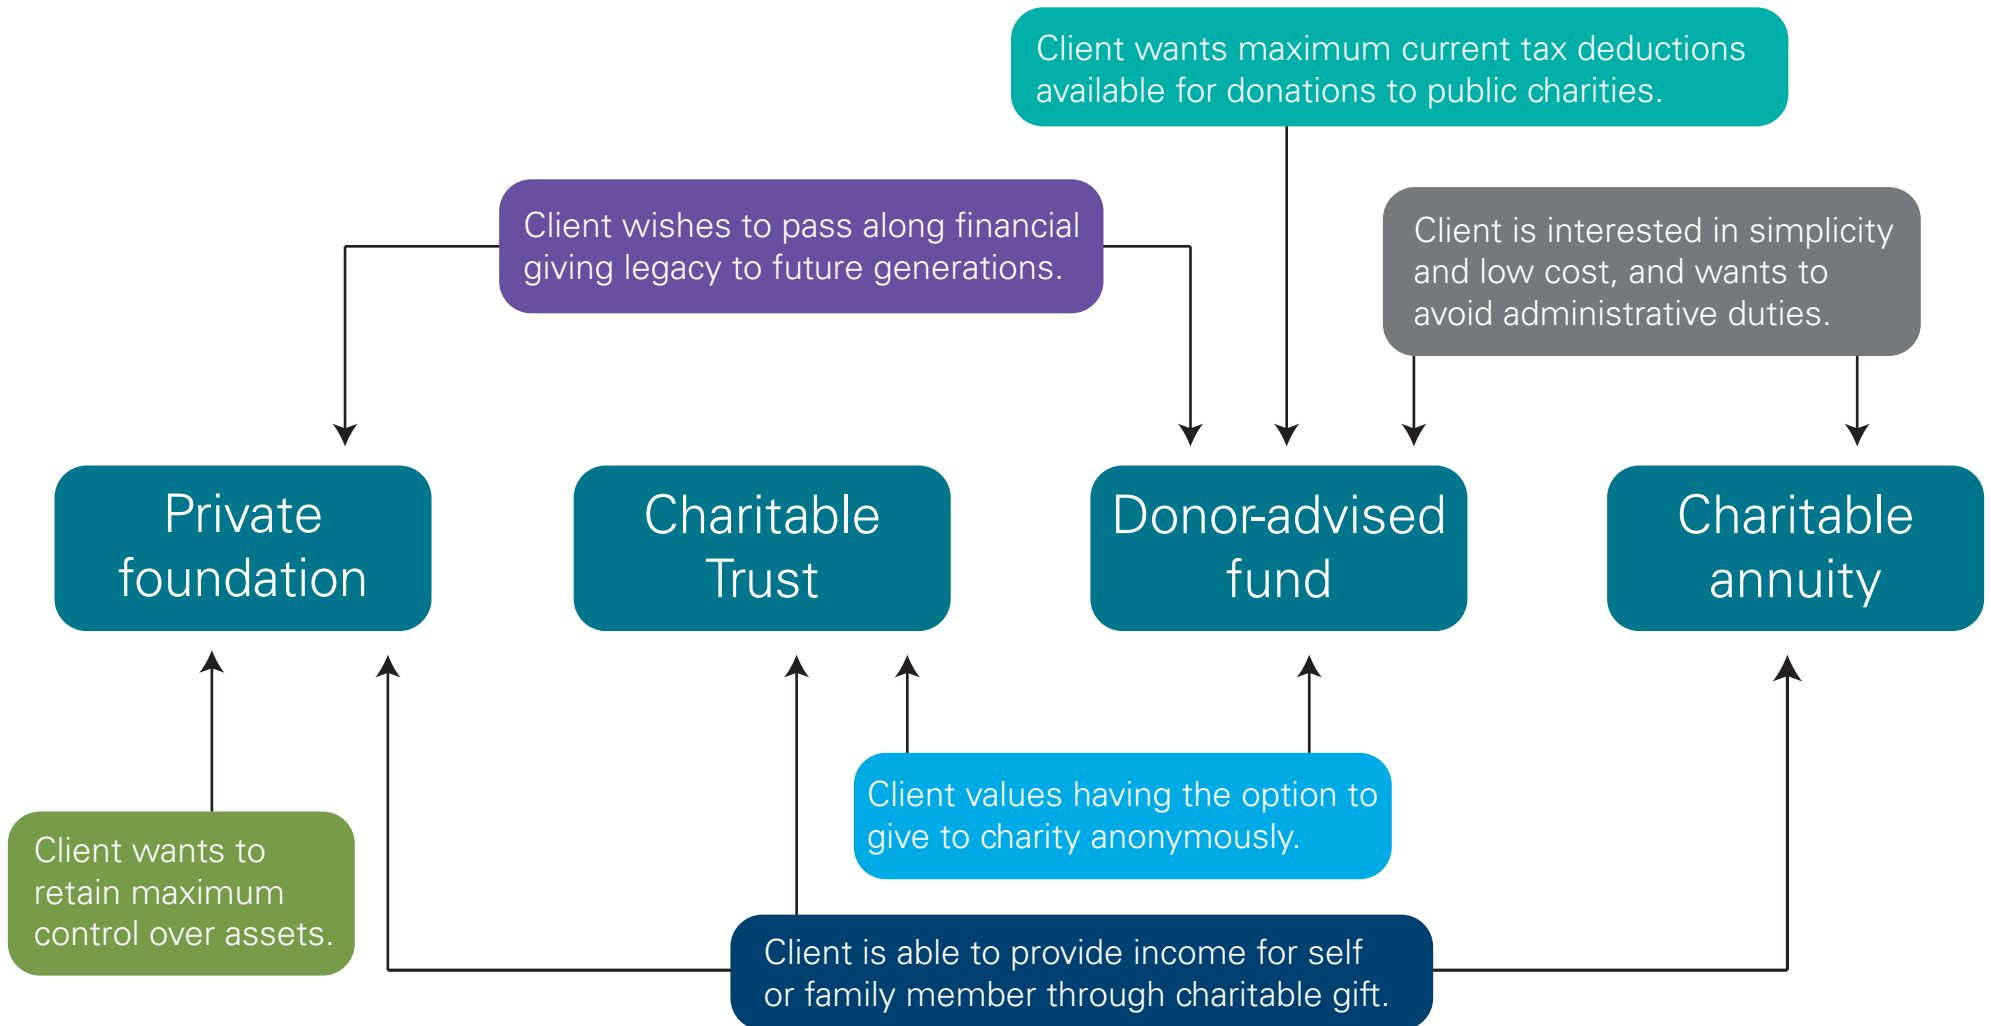 Client wants maximum current tax deductions
available for donations to public charities.
Client wishes to pass along financial
giving legacy to future generations.
Client is interested in simplicity
and low cost, and wants to
avoid administrative duties.
Private
foundation
Charitable
Trust
Donor-advised
fund
Charitable
annuity
Client wants to
retain maximum
control over assets.
Client values having the option to
give to charity anonymously.
Client is able to provide income for self
or family member through charitable gift.